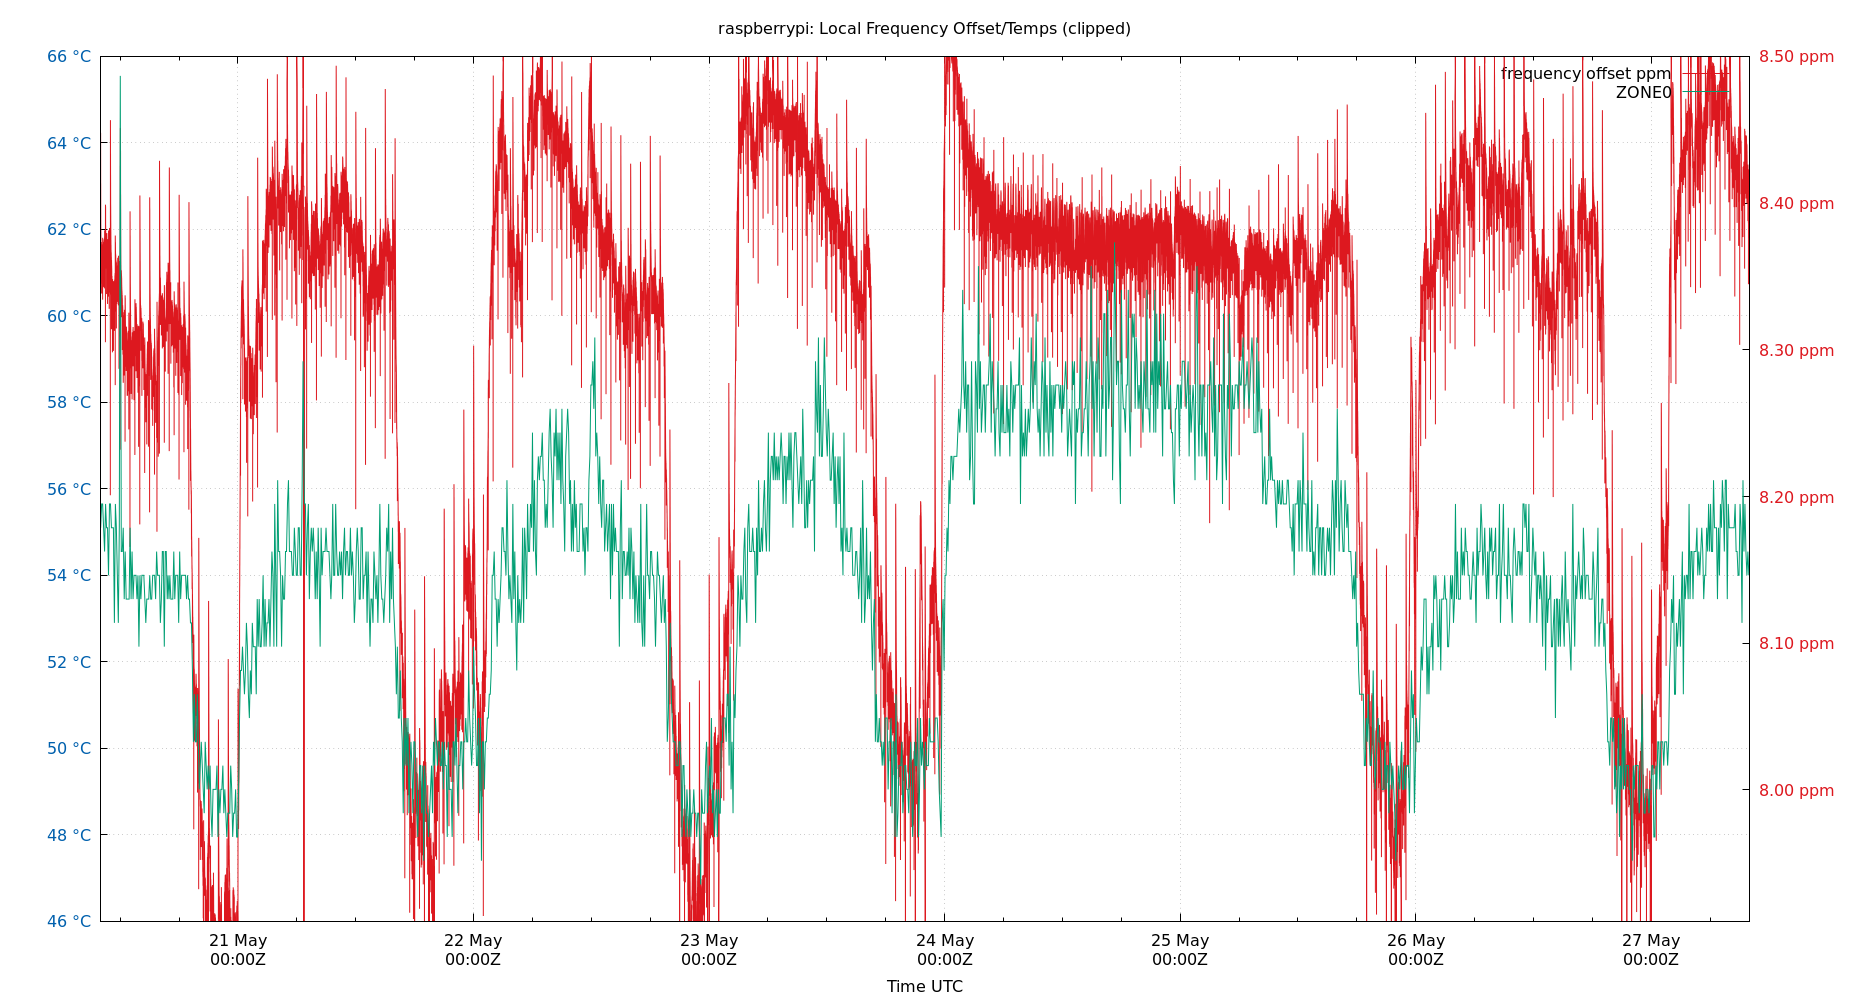 raspberrypi: Local Frequency Offset/Temps (clipped)
66 °C
64 °C
62 °C
60 °C
58 °C
56 °C
54 °C
52 °C
50 °C
48 °C
46 °C
8.50 ppm
8.40 ppm
8.30 ppm
8.20 ppm
8.10 ppm
8.00 ppm
frequency offset ppm
ZONE0
21 May
00:00Z
22 May
00:00Z
23 May
00:00Z
24 May
00:00Z
25 May
00:00Z
26 May
00:00Z
27 May
00:00Z
Time UTC